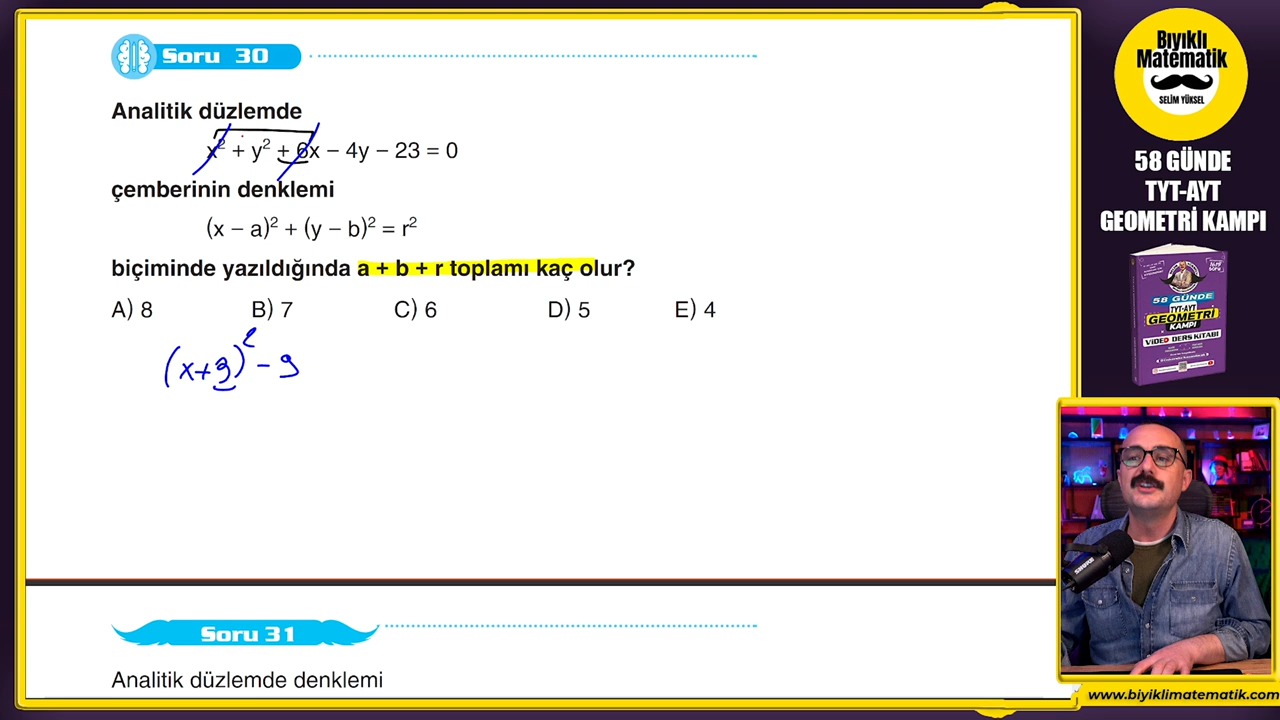 Soru 30
Analitik düzlemde
x² + y² + 6x − 4y − 23 = 0
çemberinin denklemi
(x − a)² + (y − b)² = r²
biçiminde yazıldığında a + b + r toplamı kaç olur?
A) 8 B) 7 C) 6 D) 5 E) 4
(x+3)² − 9
Soru 31
Analitik düzlemde denklemi
Bıyıklı
Matematik
SELİM YÜKSEL
58 GÜNDE
TYT-AYT
GEOMETRİ KAMPI
58 GÜNDE
TYT-AYT
GEOMETRİ
KAMPI
VİDEO DERS KİTABI
www.biyiklimatematik.com